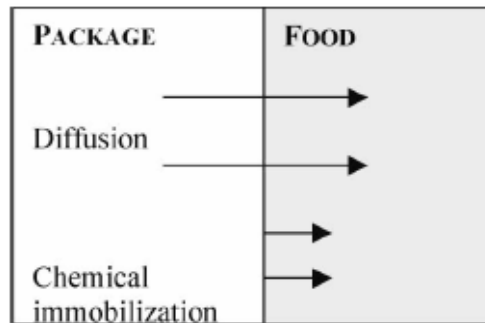 PACKAGE
FOOD
Diffusion
Chemical
immobilization